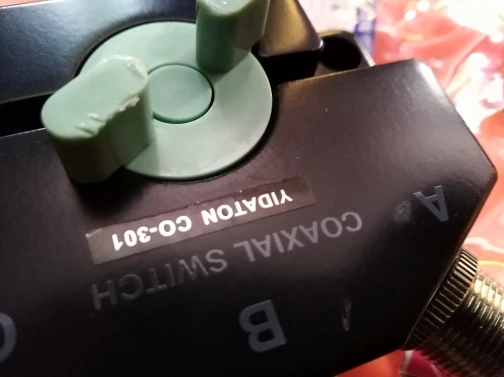 A
B
COAXIAL SWITCH
YIDATON CO-301